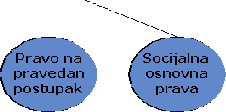 Pravo na
pravedan
postupak
Socijalna
osnovna
prava